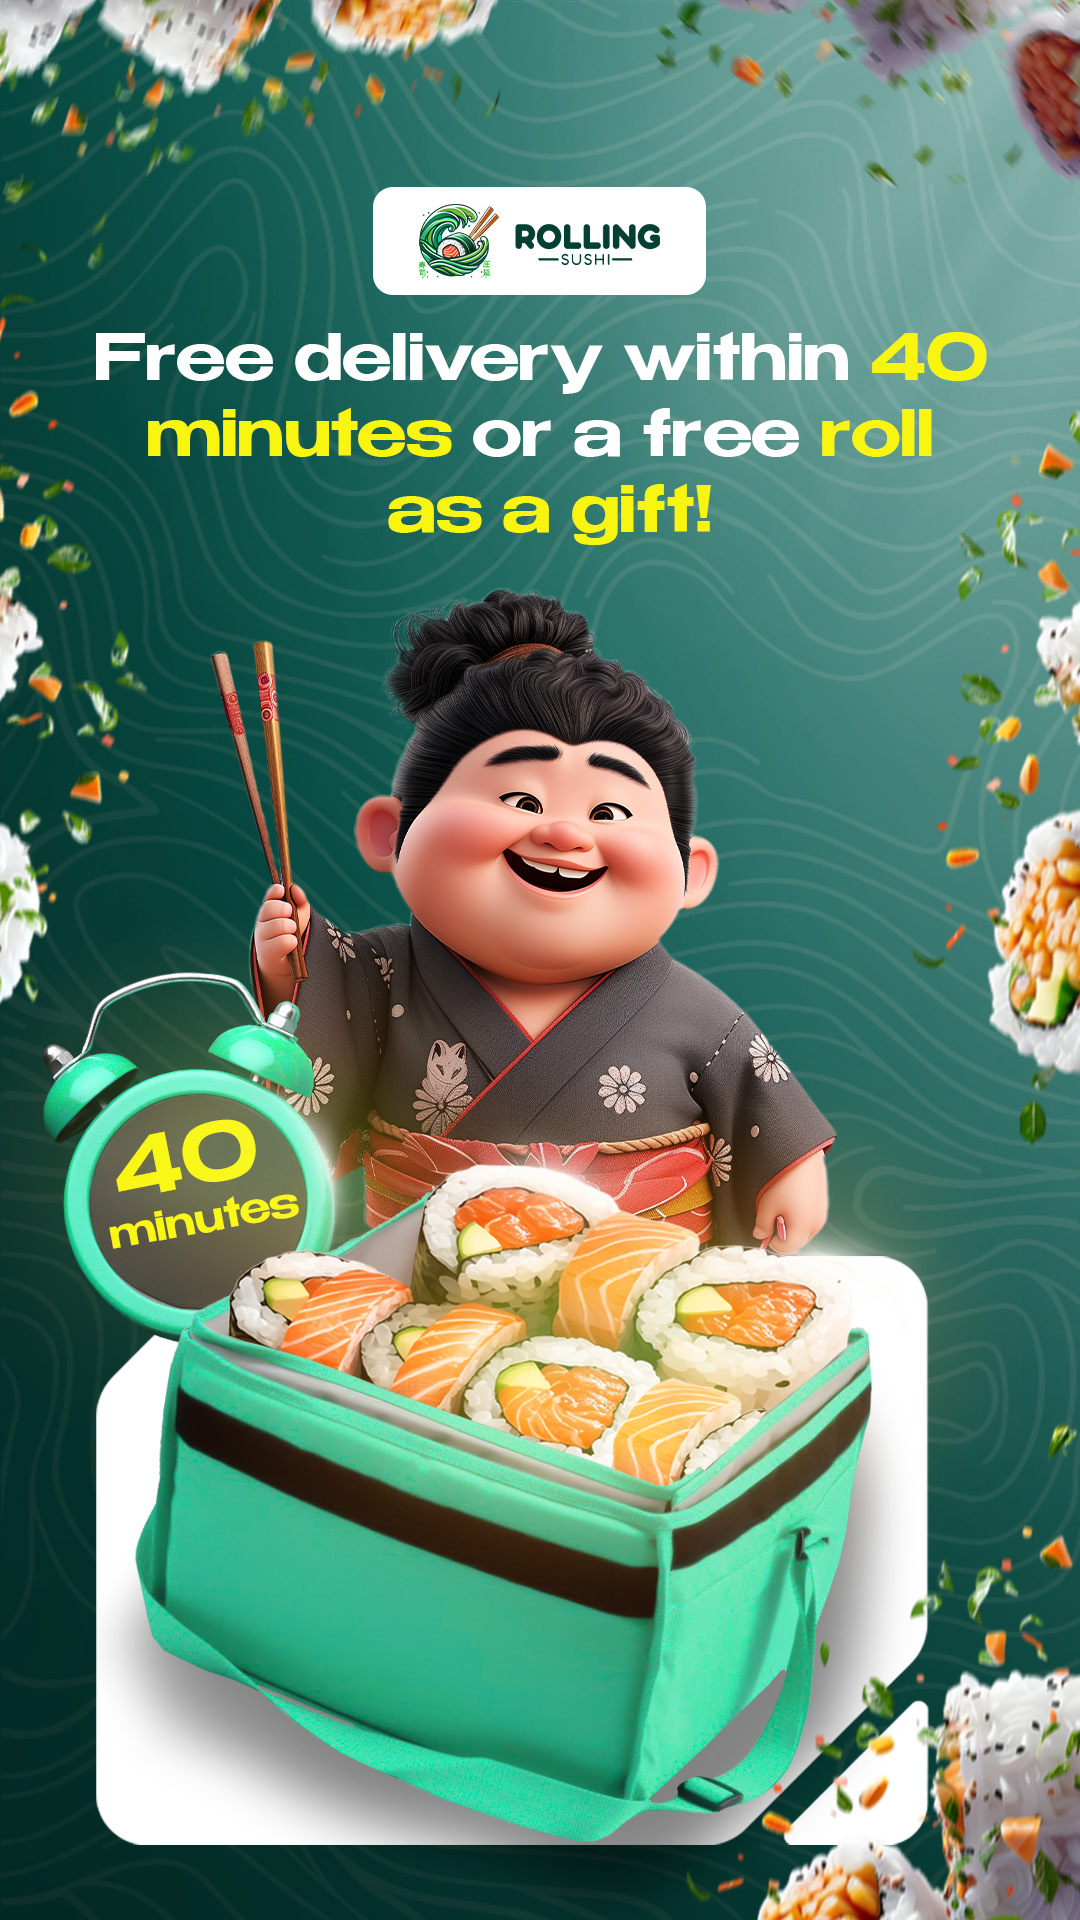 ROLLING
SUSHI
Free delivery within 40
minutes or a free roll
as a gift!
40
minutes